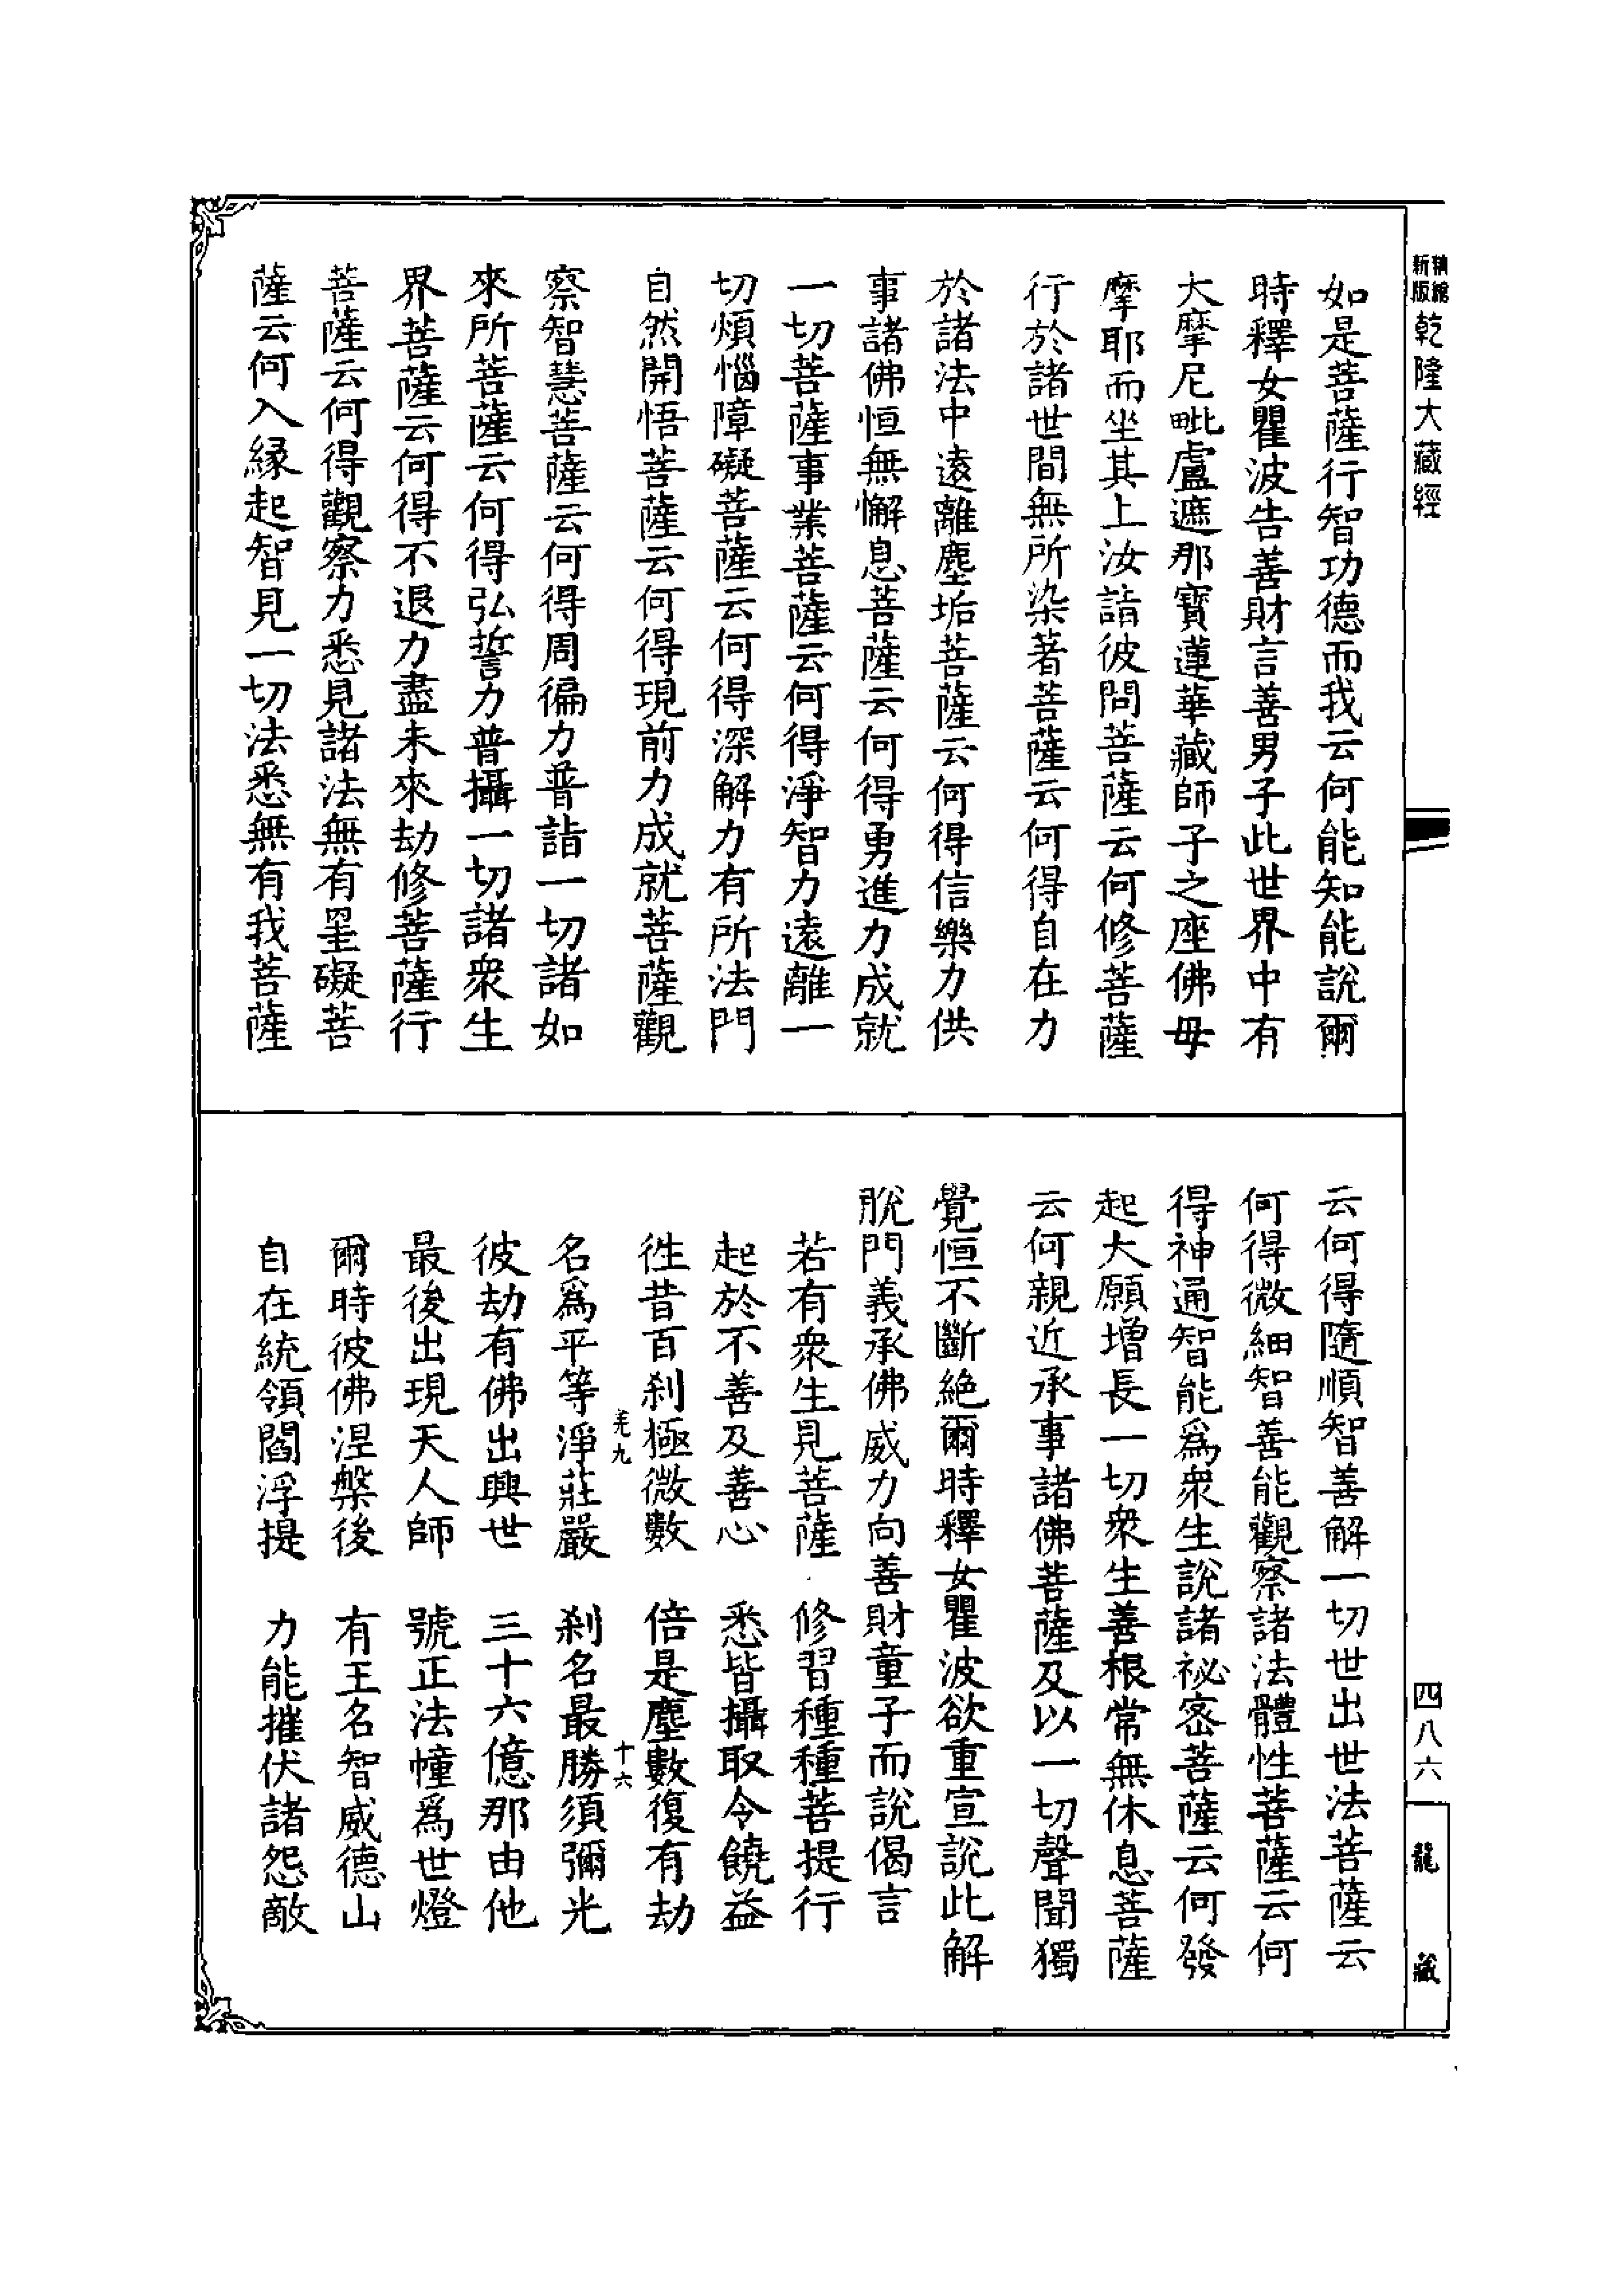 精縮新版乾隆大藏經
如是菩薩行智功德而我云何能知能說爾
時釋女瞿波告善財言善男子此世界中有
大摩尼毗盧遮那寶蓮華藏師子之座佛母
摩耶而坐其上汝詣彼問菩薩云何修菩薩
行於諸世間無所染著菩薩云何得自在力
於諸法中遠離塵垢菩薩云何得信樂力供
事諸佛恒無懈息菩薩云何得勇進力成就
一切菩薩事業菩薩云何得淨智力遠離一
切煩惱障礙菩薩云何得深解力有所法門
自然開悟菩薩云何得現前力成就菩薩觀
察智慧菩薩云何得周徧力普詣一切諸如
來所菩薩云何得弘誓力普攝一切諸衆生
界菩薩云何得不退力盡未來劫修菩薩行
菩薩云何得觀察力悉見諸法無有罣礙菩
薩云何入緣起智見一切法悉無有我菩薩
云何得隨順智善解一切世出世法菩薩云
何得微細智善能觀察諸法體性菩薩云何
得神通智能爲衆生說諸祕密菩薩云何發
起大願增長一切衆生善根常無休息菩薩
云何親近承事諸佛菩薩及以一切聲聞獨
覺恒不斷絕爾時釋女瞿波欲重宣說此解
脫門義承佛威力向善財童子而說偈言
若有衆生見菩薩　修習種種菩提行
起於不善及善心　悉皆攝取令饒益
徃昔百刹極微數　倍是塵數復有劫
羌九　十六
名爲平等淨莊嚴　刹名最勝須彌光
彼劫有佛出興世　三十六億那由他
最後出現天人師　號正法幢爲世燈
爾時彼佛涅槃後　有王名智威德山
自在統領閻浮提　力能摧伏諸怨敵
四八六
龍藏